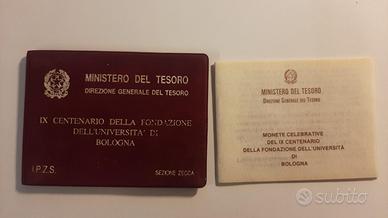 MINISTERO DEL TESORO
DIREZIONE GENERALE DEL TESORO
IX CENTENARIO DELLA FONDAZIONE
DELL'UNIVERSITA' DI
BOLOGNA
I.P.Z.S.
SEZIONE ZECCA
MINISTERO DEL TESORO
DIREZIONE GENERALE DEL TESORO
MONETE CELEBRATIVE
DEL IX CENTENARIO
DELLA FONDAZIONE DELL'UNIVERSITÀ
DI
BOLOGNA
subito